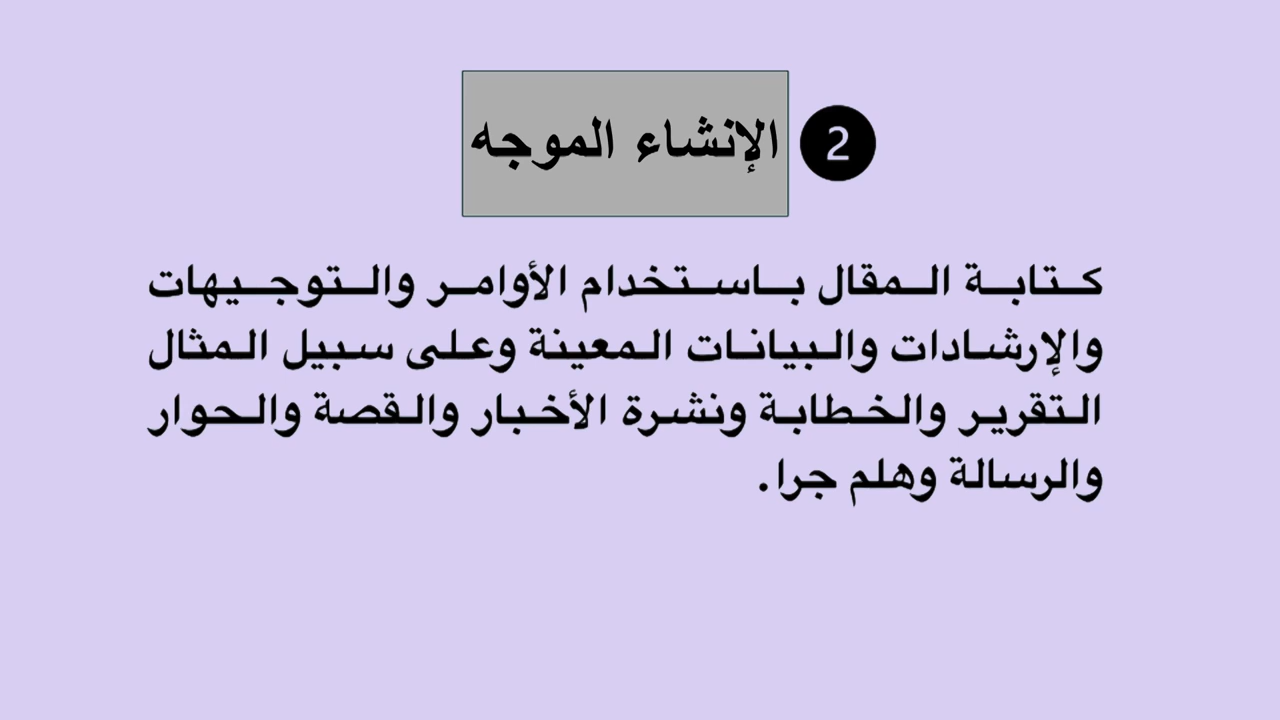 2 الإنشاء الموجه
كتابة المقال باستخدام الأوامر والتوجيهات
والإرشادات والبيانات المعينة وعلى سبيل المثال
التقرير والخطابة ونشرة الأخبار والقصة والحوار
والرسالة وهلم جرا.